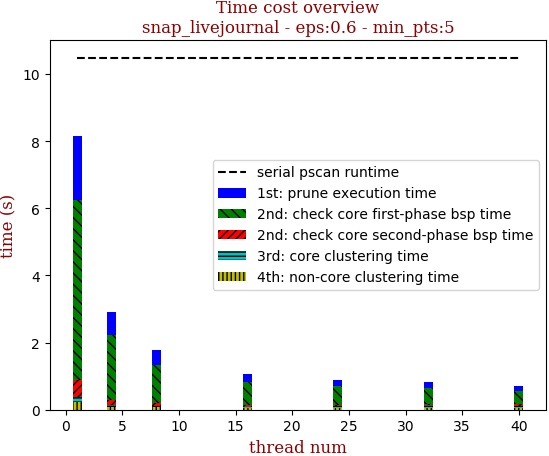 Time cost overview
snap_livejournal - eps:0.6 - min_pts:5
time (s)
10
8
6
4
2
0
serial pscan runtime
1st: prune execution time
2nd: check core first-phase bsp time
2nd: check core second-phase bsp time
3rd: core clustering time
4th: non-core clustering time
0 5 10 15 20 25 30 35 40
thread num